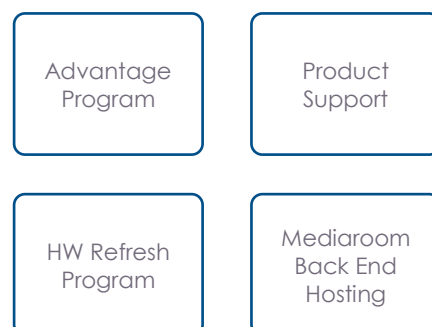 Advantage
Program
Product
Support
HW Refresh
Program
Mediaroom
Back End
Hosting